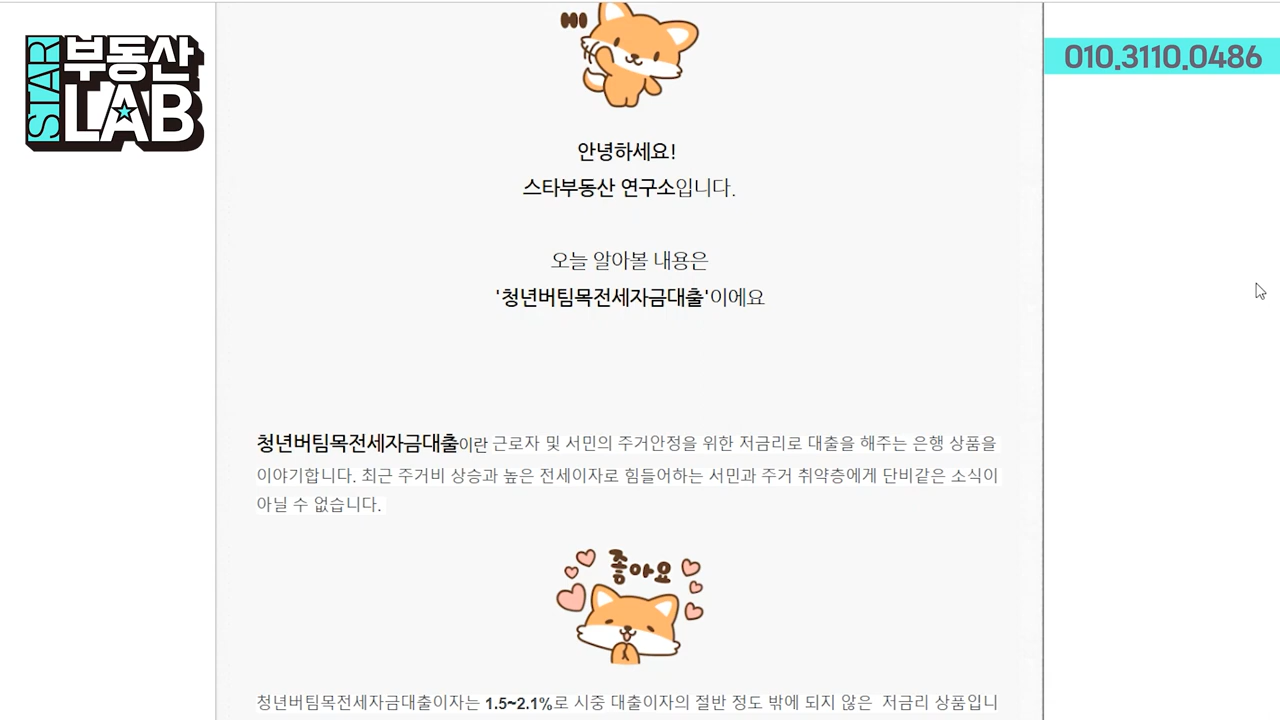 STAR
부동산
LAB
010.3110.0486
HI
안녕하세요!
스타부동산 연구소입니다.
오늘 알아볼 내용은
'청년버팀목전세자금대출'이에요
청년버팀목전세자금대출이란 근로자 및 서민의 주거안정을 위한 저금리로 대출을 해주는 은행 상품을
이야기합니다. 최근 주거비 상승과 높은 전세이자로 힘들어하는 서민과 주거 취약층에게 단비같은 소식이
아닐 수 없습니다.
좋아요
청년버팀목전세자금대출이자는 1.5~2.1%로 시중 대출이자의 절반 정도 밖에 되지 않은 저금리 상품입니